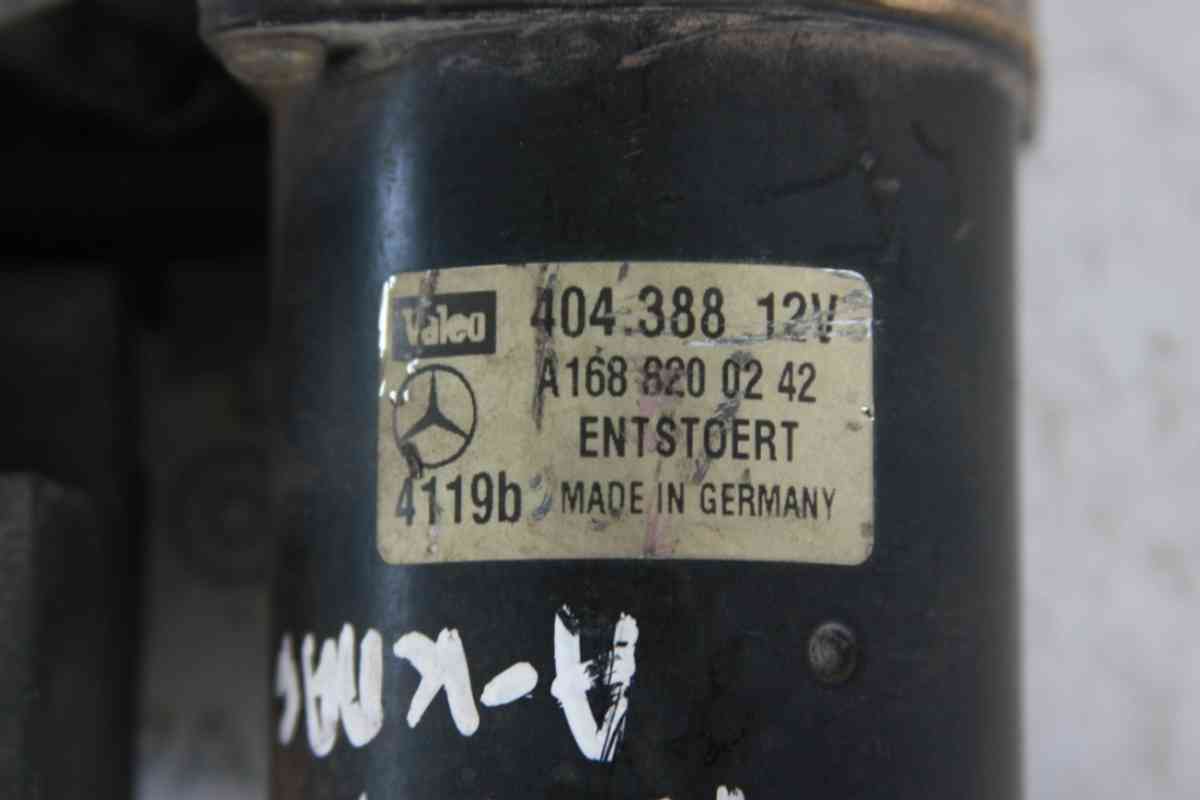 Valeo 404.388 12V
A168 820 02 42
ENTSTOERT
4119b MADE IN GERMANY